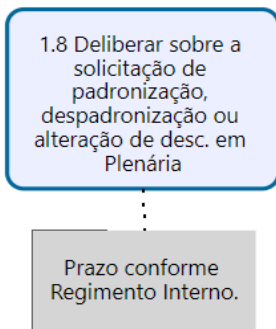 1.8 Deliberar sobre a
solicitação de
padronização,
despadronização ou
alteração de desc. em
Plenária
Prazo conforme
Regimento Interno.